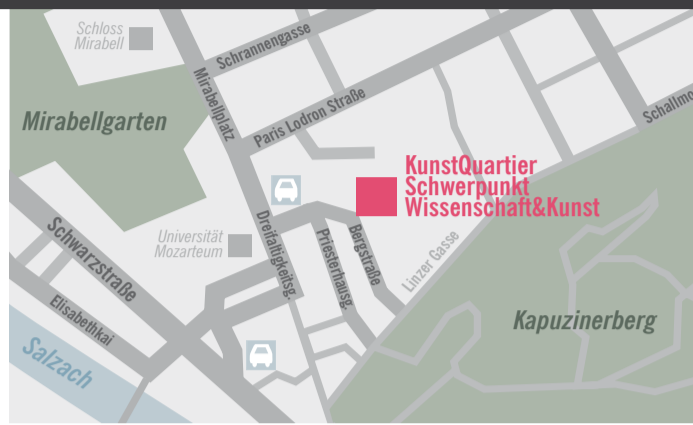 Schloss
Mirabell
Schrannengasse
Mirabellplatz
Mirabellgarten
Paris Lodron Straße
Schallmo
KunstQuartier
Schwerpunkt
Wissenschaft&Kunst
Universität
Mozarteum
Dreifaltigkeitsg.
Priesterhausg.
Bergstraße
Linzer Gasse
Schwarzstraße
Elisabethkai
Salzach
Kapuzinerberg